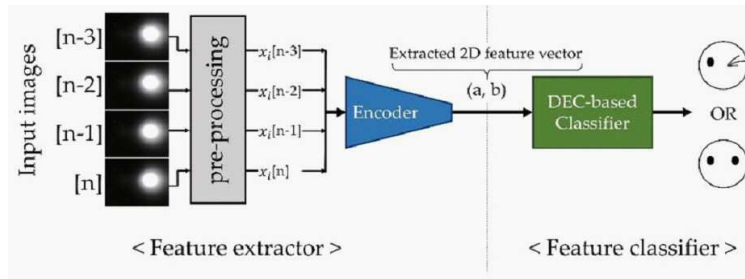 Input images
[n-3]
[n-2]
[n-1]
[n]
pre-processing
xi[n-3]
xi[n-2]
xi[n-1]
xi[n]
Encoder
Extracted 2D feature vector
(a, b)
DEC-based
Classifier
OR
< Feature extractor >
< Feature classifier >